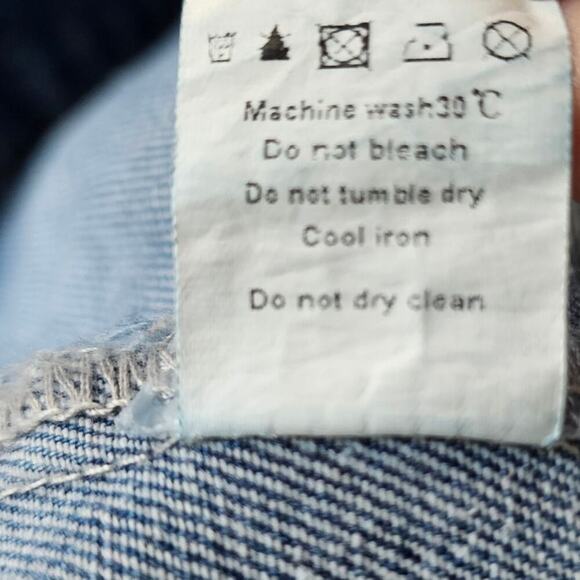 Machine wash30℃
Do not bleach
Do not tumble dry
Cool iron
Do not dry clean